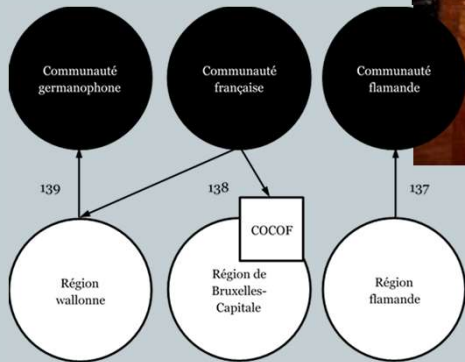 Communauté
germanophone
Communauté
française
Communauté
flamande
139
138
137
COCOF
Région
wallonne
Région de
Bruxelles-
Capitale
Région
flamande